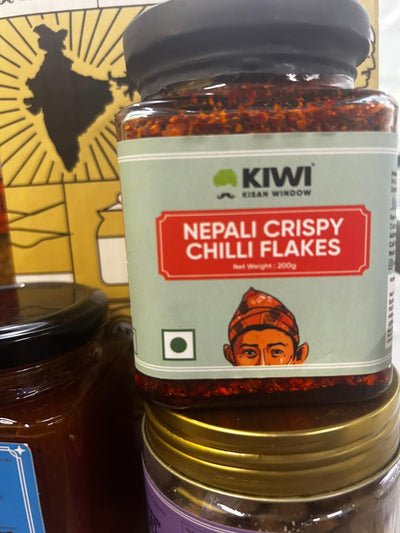 KIWI
KISAN WINDOW
NEPALI CRISPY
CHILLI FLAKES
Net Weight : 200g